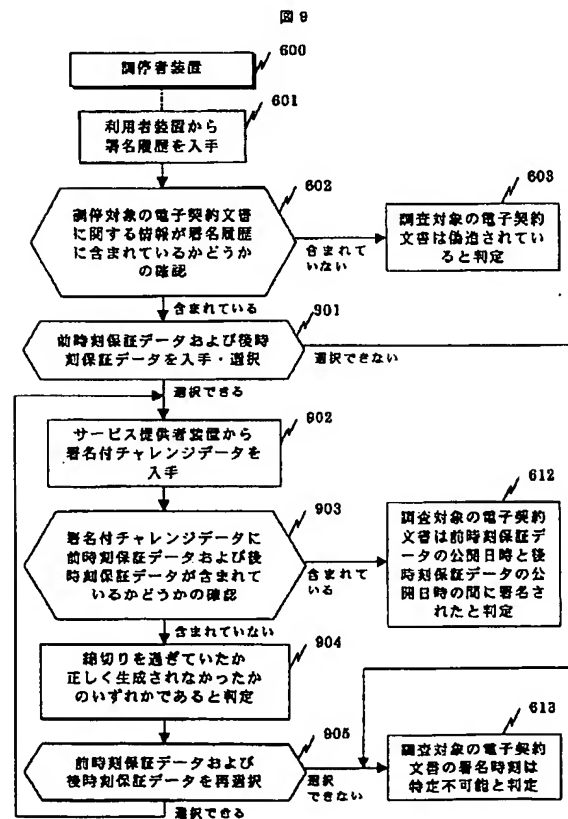 図9
調停者装置
600
601
利用者装置から
署名履歴を入手
602
調停対象の電子契約文書
に関する情報が署名履歴
に含まれているかどうか
の確認
603
調査対象の電子契約
文書は偽造されてい
ると判定
含まれて
いない
含まれている
901
前時刻保証データおよび後時
刻保証データを入手・選択
選択できない
選択できる
902
サービス提供者装置から
署名付チャレンジデータを
入手
903
署名付チャレンジデータに
前時刻保証データおよび後
時刻保証データが含まれて
いるかどうかの確認
612
調査対象の電子契約
文書は前時刻保証デ
ータの公開日時と後
時刻保証データの公
開日時の間に署名さ
れたと判定
含まれて
いる
含まれていない
904
締切りを過ぎていたか
正しく生成されなかったか
のいずれかであると判定
905
前時刻保証データおよび
後時刻保証データを再選択
選択
できない
613
調査対象の電子契約
文書の署名時刻は
特定不可能と判定
選択できる